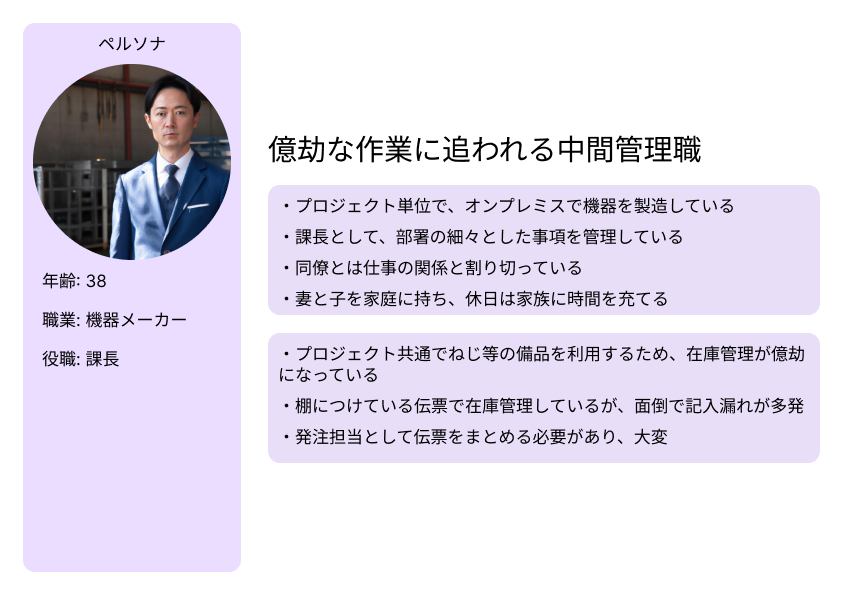 ペルソナ
年齢: 38
職業: 機器メーカー
役職: 課長
億劫な作業に追われる中間管理職
・プロジェクト単位で、オンプレミスで機器を製造している
・課長として、部署の細々とした事項を管理している
・同僚とは仕事の関係と割り切っている
・妻と子を家庭に持ち、休日は家族に時間を充てる
・プロジェクト共通でねじ等の備品を利用するため、在庫管理が億劫
になっている
・棚につけている伝票で在庫管理しているが、面倒で記入漏れが多発
・発注担当として伝票をまとめる必要があり、大変